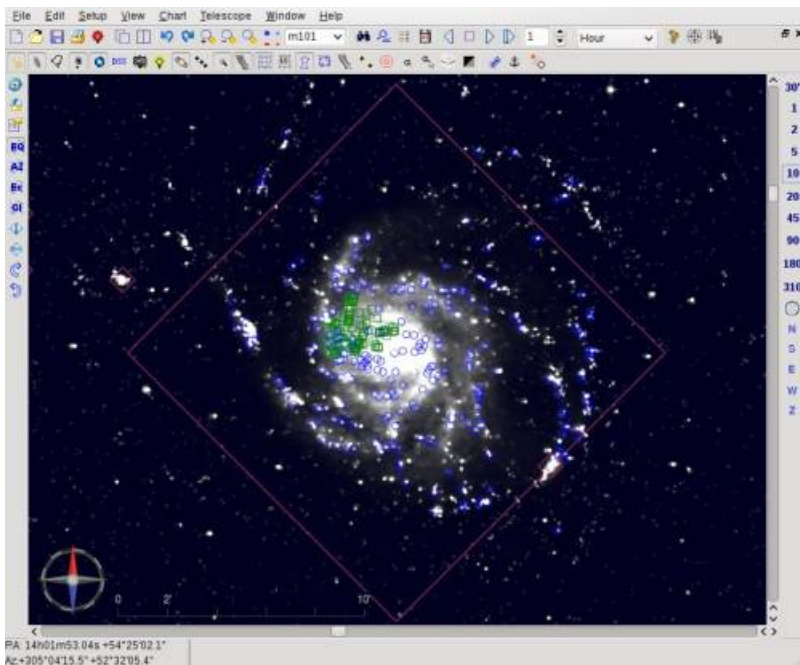 File Edit Setup View Chart Telescope Window Help
m101 1 Hour
DSS
30'
1
2
5
10
20
45
90
180
310
N
S
E
W
Z
EQ
AZ
Ec
Gl
0 2' 10'
RA: 14h01m53.04s +54°25'02.1"
Az:+305°04'15.5" +52°32'05.4"